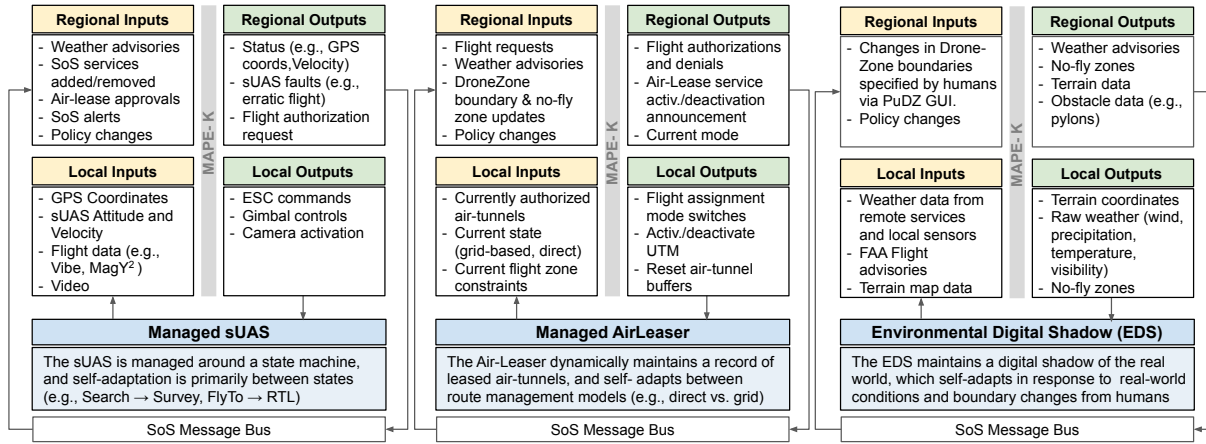 Regional Inputs
- Weather advisories
- SoS services
added/removed
- Air-lease approvals
- SoS alerts
- Policy changes
MAPE- K
Regional Outputs
- Status (e.g., GPS
coords,Velocity)
- sUAS faults (e.g.,
erratic flight)
- Flight authorization
request
Local Inputs
- GPS Coordinates
- sUAS Attitude and
Velocity
- Flight data (e.g.,
Vibe, MagY²)
- Video
Local Outputs
- ESC commands
- Gimbal controls
- Camera activation
Managed sUAS
The sUAS is managed around a state machine,
and self-adaptation is primarily between states
(e.g., Search → Survey, FlyTo → RTL)
SoS Message Bus
Regional Inputs
- Flight requests
- Weather advisories
- DroneZone
boundary & no-fly
zone updates
- Policy changes
MAPE- K
Regional Outputs
- Flight authorizations
and denials
- Air-Lease service
activ./deactivation
announcement
- Current mode
Local Inputs
- Currently authorized
air-tunnels
- Current state
(grid-based, direct)
- Current flight zone
constraints
Local Outputs
- Flight assignment
mode switches
- Activ./deactivate
UTM
- Reset air-tunnel
buffers
Managed AirLeaser
The Air-Leaser dynamically maintains a record of
leased air-tunnels, and self- adapts between
route management models (e.g., direct vs. grid)
SoS Message Bus
Regional Inputs
- Changes in Drone-
Zone boundaries
specified by humans
via PuDZ GUI.
- Policy changes
MAPE- K
Regional Outputs
- Weather advisories
- No-fly zones
- Terrain data
- Obstacle data (e.g.,
pylons)
Local Inputs
- Weather data from
remote services
and local sensors
- FAA Flight
advisories
- Terrain map data
Local Outputs
- Terrain coordinates
- Raw weather (wind,
precipitation,
temperature,
visibility)
- No-fly zones
Environmental Digital Shadow (EDS)
The EDS maintains a digital shadow of the real
world, which self-adapts in response to real-world
conditions and boundary changes from humans
SoS Message Bus